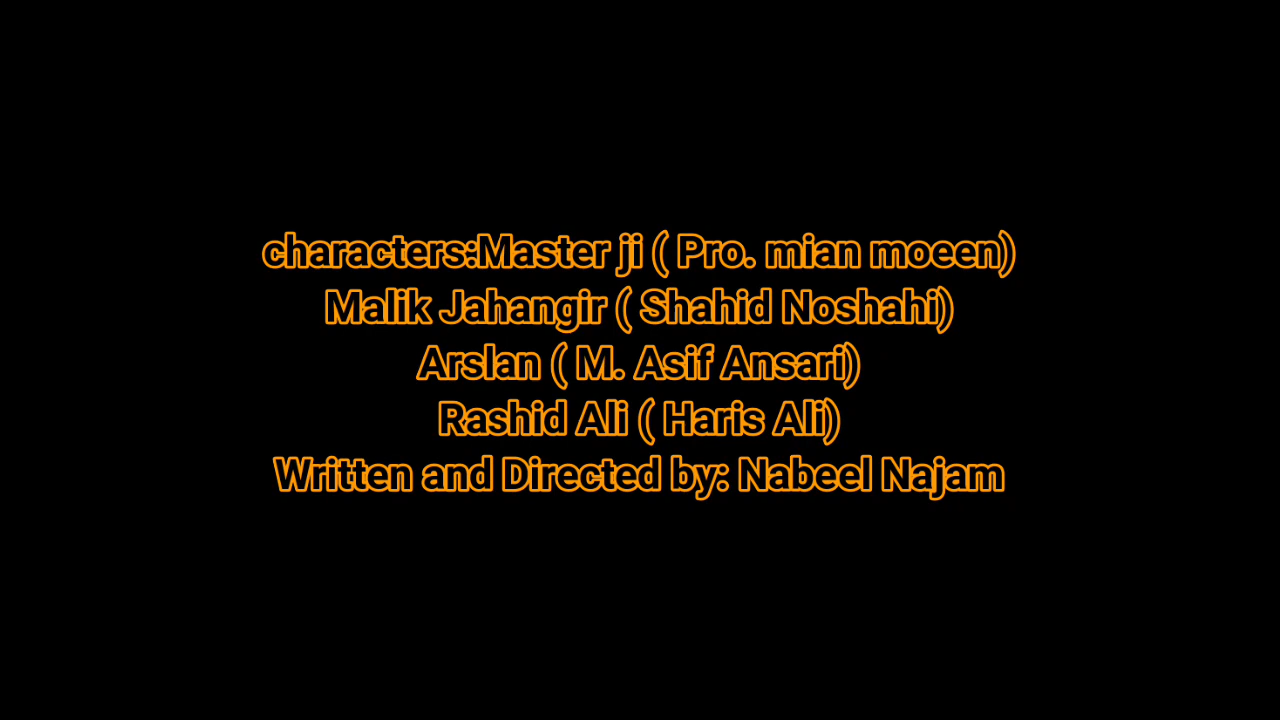 characters:Master ji ( Pro. mian moeen)
Malik Jahangir ( Shahid Noshahi)
Arslan ( M. Asif Ansari)
Rashid Ali ( Haris Ali)
Written and Directed by: Nabeel Najam